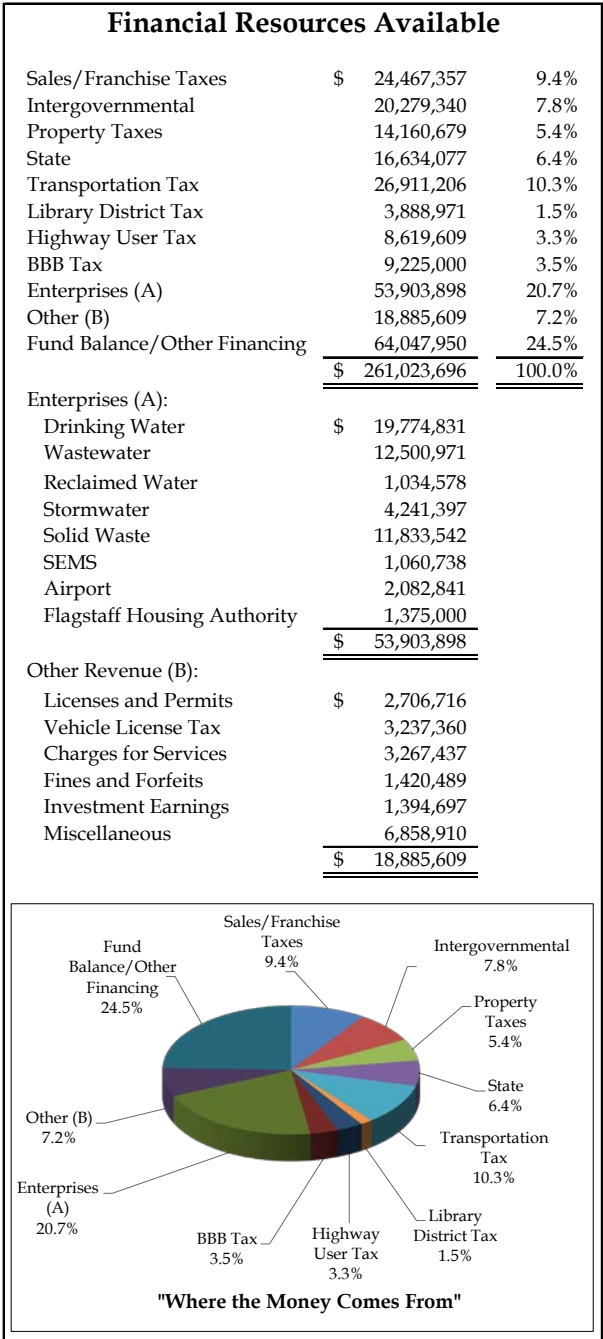 Financial Resources Available
Sales/Franchise Taxes $ 24,467,357 9.4%
Intergovernmental 20,279,340 7.8%
Property Taxes 14,160,679 5.4%
State 16,634,077 6.4%
Transportation Tax 26,911,206 10.3%
Library District Tax 3,888,971 1.5%
Highway User Tax 8,619,609 3.3%
BBB Tax 9,225,000 3.5%
Enterprises (A) 53,903,898 20.7%
Other (B) 18,885,609 7.2%
Fund Balance/Other Financing 64,047,950 24.5%
$ 261,023,696 100.0%
Enterprises (A):
Drinking Water $ 19,774,831
Wastewater 12,500,971
Reclaimed Water 1,034,578
Stormwater 4,241,397
Solid Waste 11,833,542
SEMS 1,060,738
Airport 2,082,841
Flagstaff Housing Authority 1,375,000
$ 53,903,898
Other Revenue (B):
Licenses and Permits $ 2,706,716
Vehicle License Tax 3,237,360
Charges for Services 3,267,437
Fines and Forfeits 1,420,489
Investment Earnings 1,394,697
Miscellaneous 6,858,910
$ 18,885,609
Sales/Franchise
Taxes
9.4%
Intergovernmental
7.8%
Property
Taxes
5.4%
State
6.4%
Transportation
Tax
10.3%
Library
District Tax
1.5%
Highway
User Tax
3.3%
BBB Tax
3.5%
Enterprises
(A)
20.7%
Other (B)
7.2%
Fund
Balance/Other
Financing
24.5%
"Where the Money Comes From"